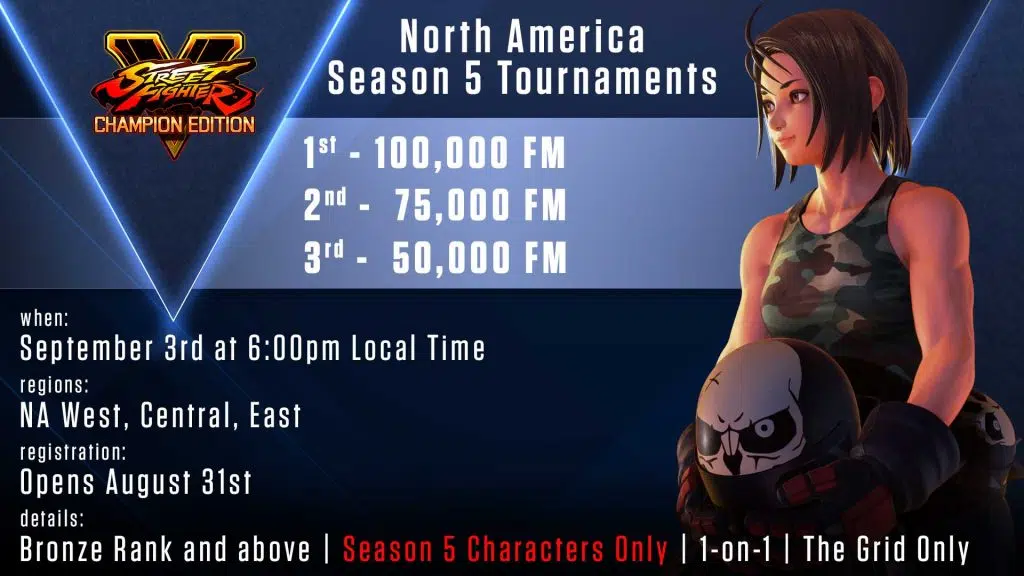 V
STREET
FIGHTER
CHAMPION EDITION
North America
Season 5 Tournaments
1st - 100,000 FM
2nd - 75,000 FM
3rd - 50,000 FM
when:
September 3rd at 6:00pm Local Time
regions:
NA West, Central, East
registration:
Opens August 31st
details:
Bronze Rank and above | Season 5 Characters Only | 1-on-1 | The Grid Only